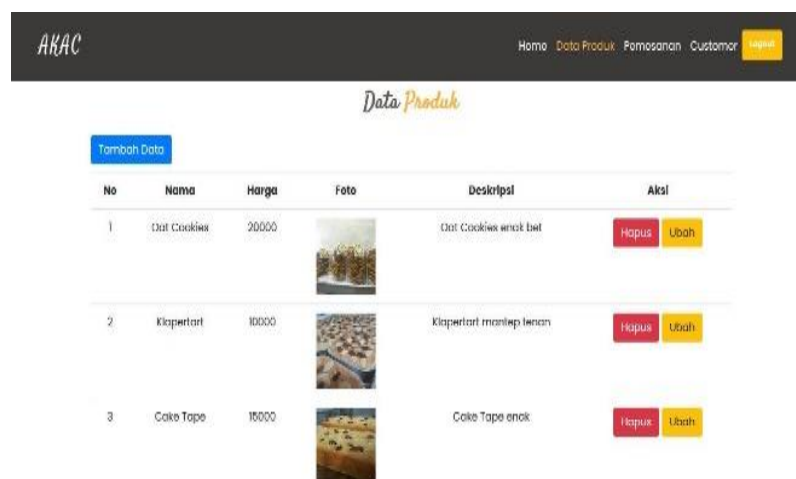 AKAC
Home Data Produk Pemesanan Customer Logout
Data Produk
Tambah Data
No Nama Harga Foto Deskripsi Aksi
1 Oat Cookies 20000 Oat Cookies enak bet Hapus Ubah
2 Klapertart 10000 Klapertart mantep tenan Hapus Ubah
3 Cake Tape 15000 Cake Tape enak Hapus Ubah